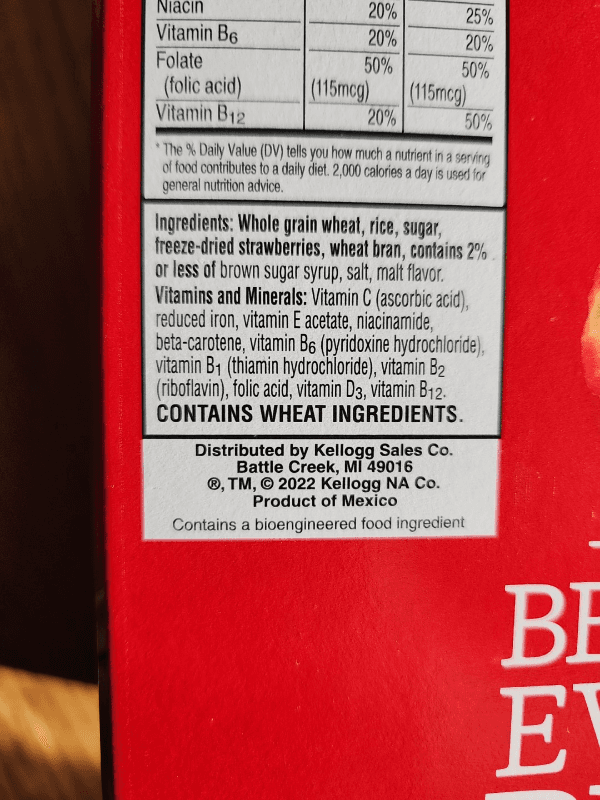 Niacin 20% 25%
Vitamin B6 20% 20%
Folate 50% 50%
(folic acid) (115mcg) (115mcg)
Vitamin B12 20% 50%
* The % Daily Value (DV) tells you how much a nutrient in a serving
of food contributes to a daily diet. 2,000 calories a day is used for
general nutrition advice.
Ingredients: Whole grain wheat, rice, sugar,
freeze-dried strawberries, wheat bran, contains 2%
or less of brown sugar syrup, salt, malt flavor.
Vitamins and Minerals: Vitamin C (ascorbic acid),
reduced iron, vitamin E acetate, niacinamide,
beta-carotene, vitamin B6 (pyridoxine hydrochloride),
vitamin B1 (thiamin hydrochloride), vitamin B2
(riboflavin), folic acid, vitamin D3, vitamin B12.
CONTAINS WHEAT INGREDIENTS.
Distributed by Kellogg Sales Co.
Battle Creek, MI 49016
®, TM, © 2022 Kellogg NA Co.
Product of Mexico
Contains a bioengineered food ingredient
BE
EV